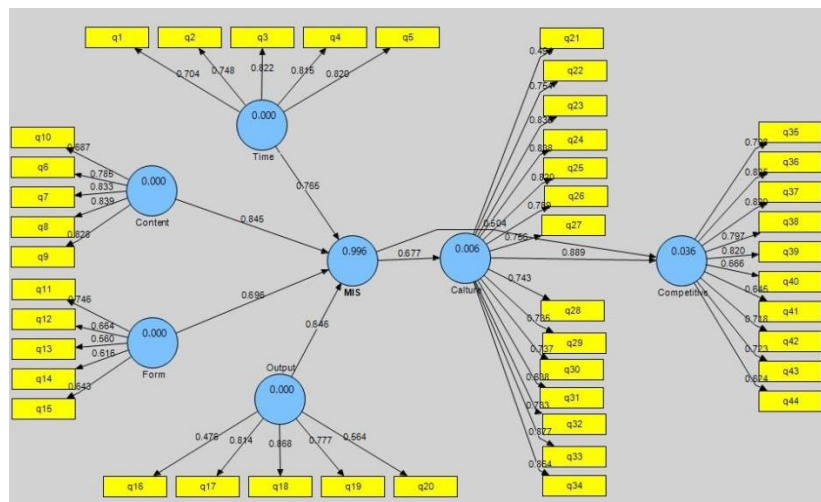 q1
q2
q3
q4
q5
0.704
0.748
0.822
0.815
0.820
0.000
Time
0.765
q10
q6
q7
q8
q9
0.687
0.785
0.833
0.839
0.828
0.000
Content
0.845
q11
q12
q13
q14
q15
0.746
0.664
0.560
0.616
0.643
0.000
Form
0.696
Output
0.000
0.646
0.476
0.814
0.868
0.777
0.564
q16
q17
q18
q19
q20
0.996
MIS
0.677
0.504
0.006
Calture
0.889
q21
q22
q23
q24
q25
q26
q27
0.820
0.756
0.743
0.737
0.733
q28
q29
q30
q31
q32
q33
q34
0.036
Competitive
0.797
0.820
0.666
0.645
0.718
0.723
0.624
q35
q36
q37
q38
q39
q40
q41
q42
q43
q44